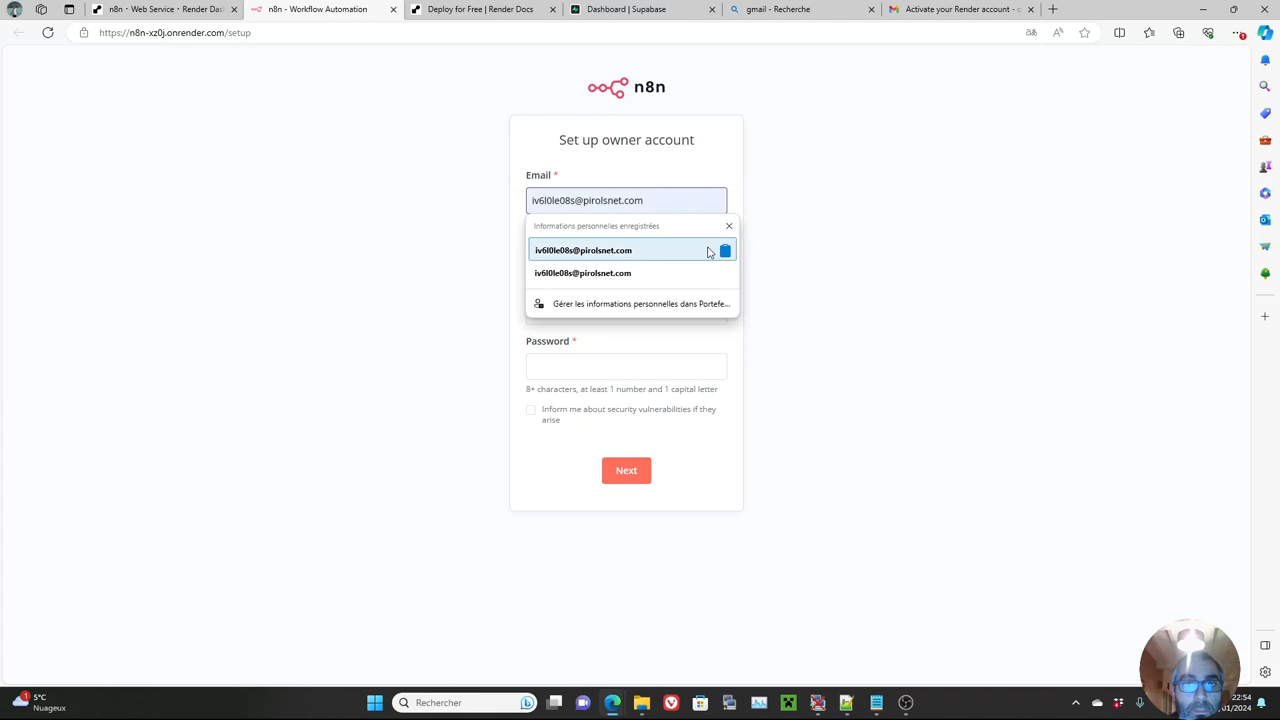 n8n · Web Service · Render Das
n8n - Workflow Automation
Deploy for Free | Render Docs
Dashboard | Supabase
gmail - Recherche
Activate your Render account - c
https://n8n-xz0j.onrender.com/setup
n8n
Set up owner account
Email *
iv6l0le08s@pirolsnet.com
Informations personnelles enregistrées
iv6l0le08s@pirolsnet.com
iv6l0le08s@pirolsnet.com
Gérer les informations personnelles dans Portefe...
Password *
8+ characters, at least 1 number and 1 capital letter
Inform me about security vulnerabilities if they
arise
Next
1
5°C
Nuageux
Rechercher
22:54
/01/2024